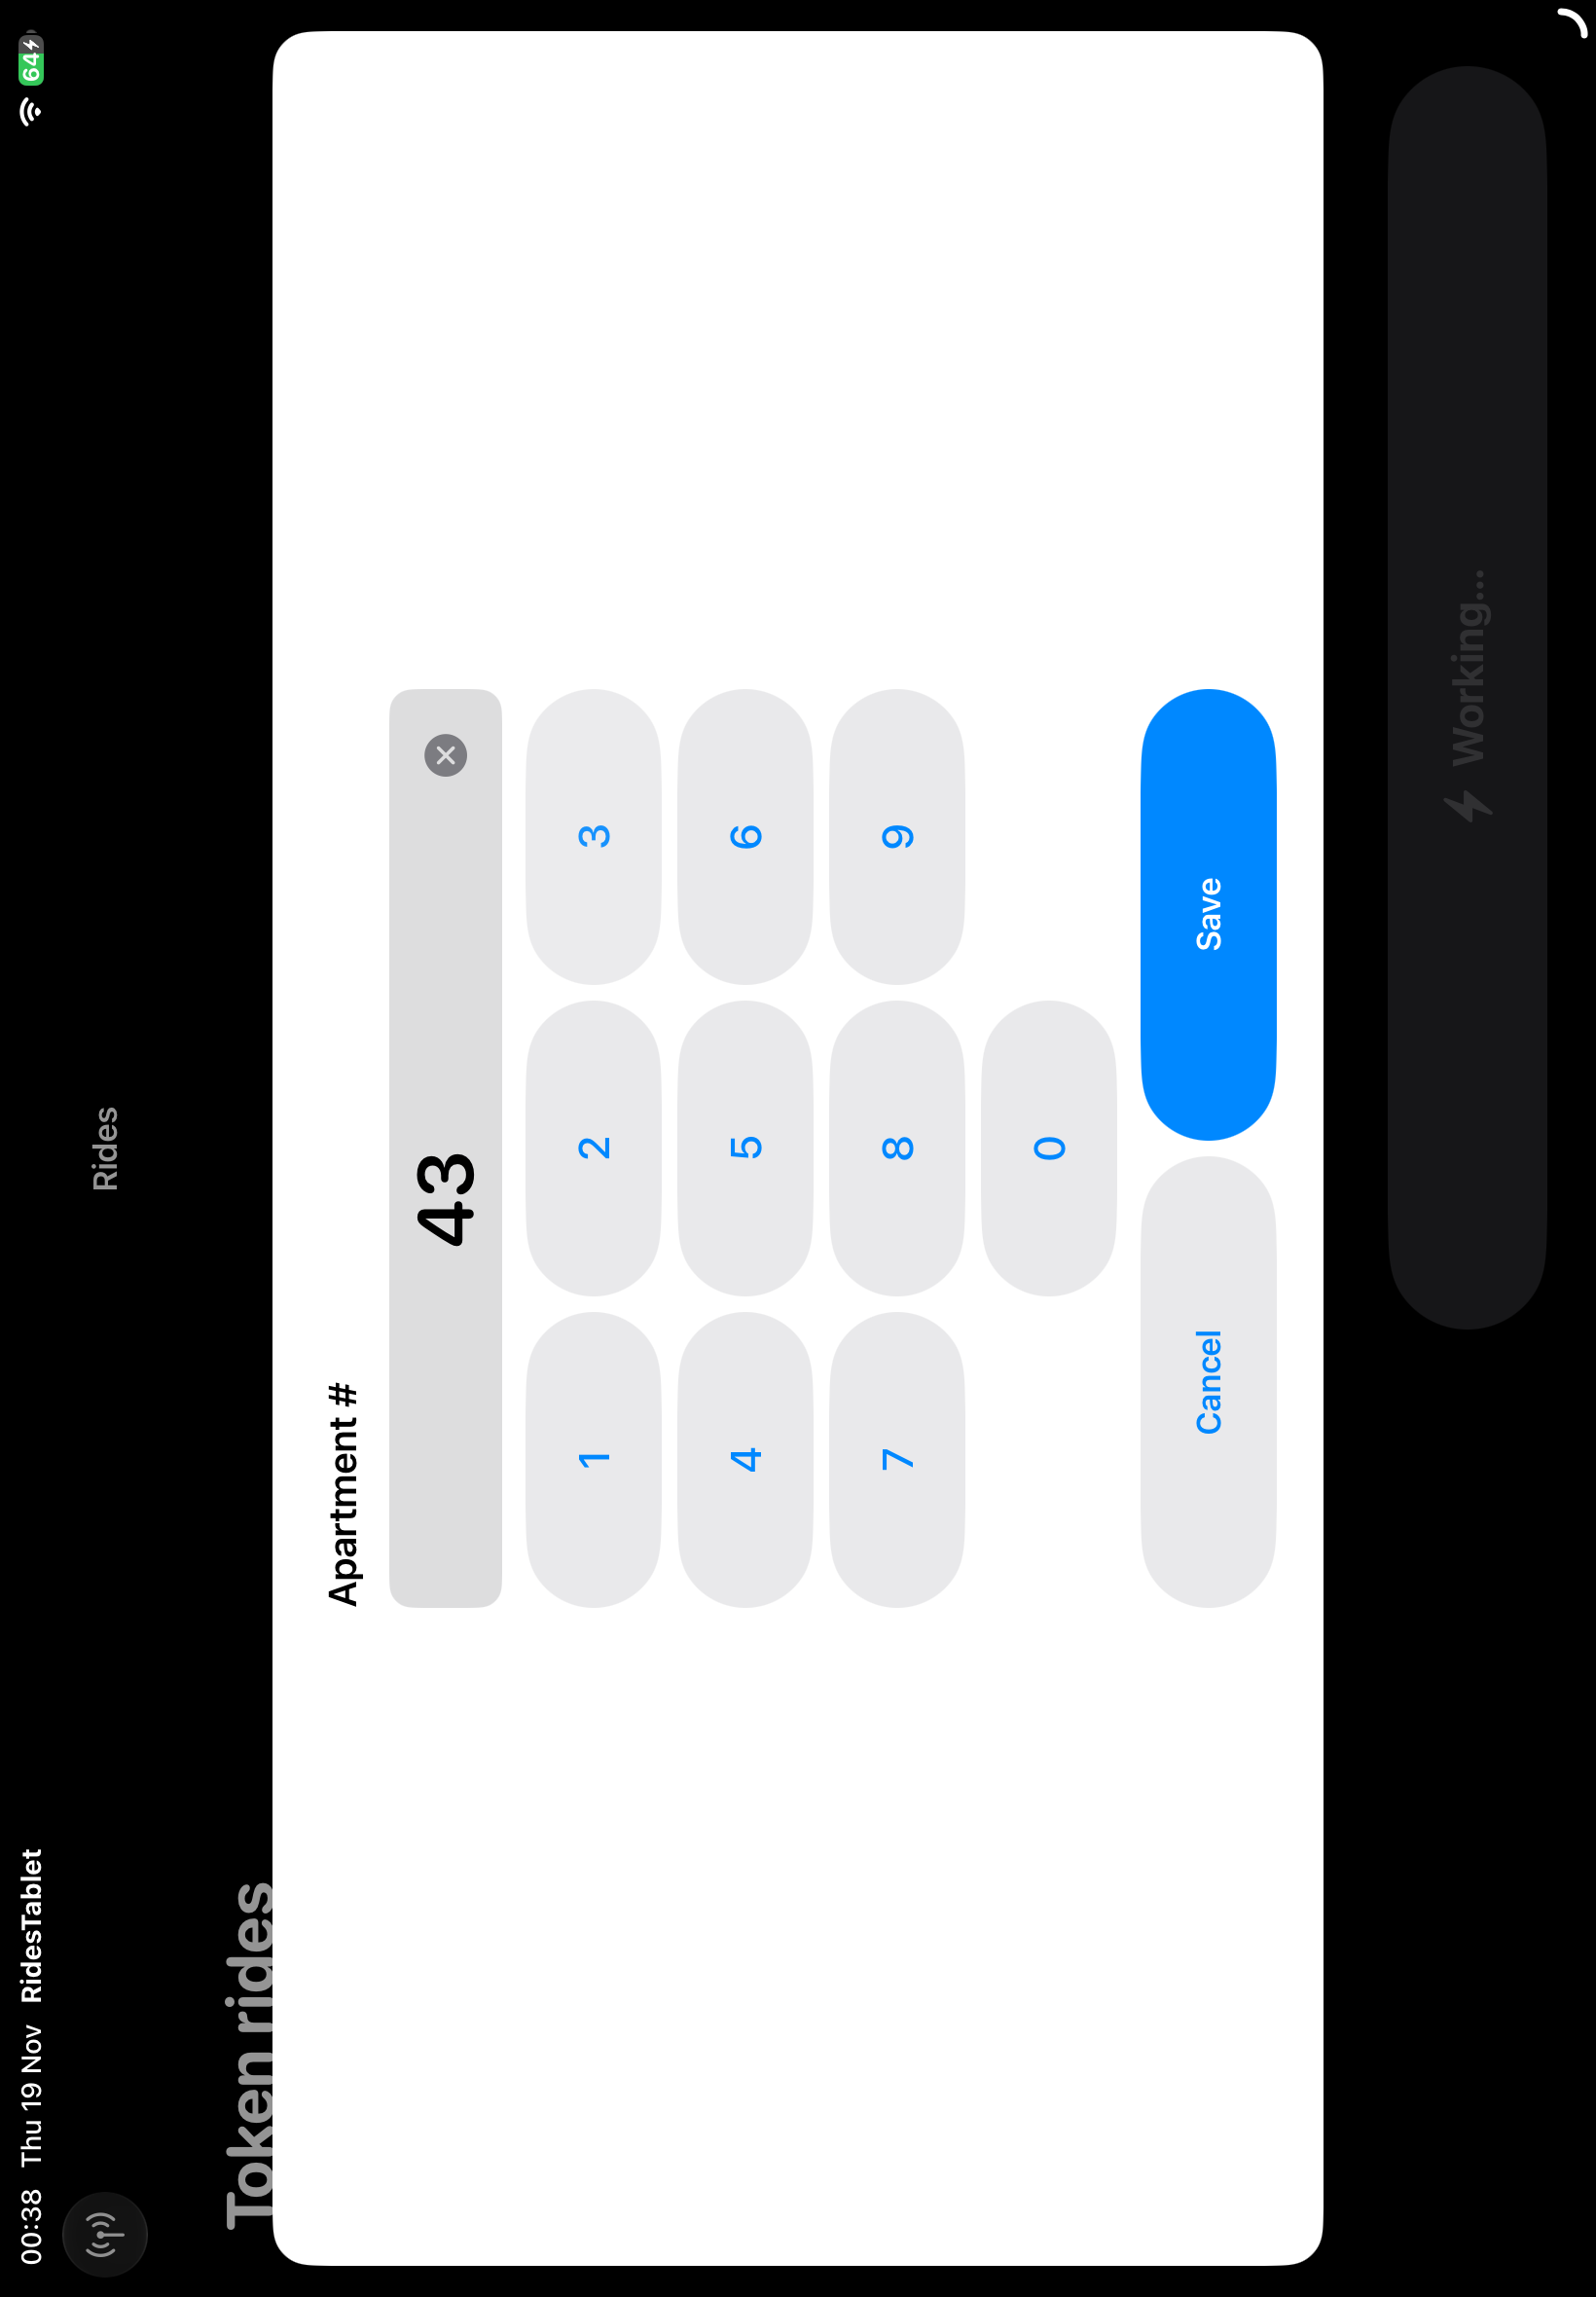 00:38 Thu 19 Nov RidesTablet
64
Rides
Token rides
Apartment #
43
1 2 3
4 5 6
7 8 9
0
Cancel Save
Working...